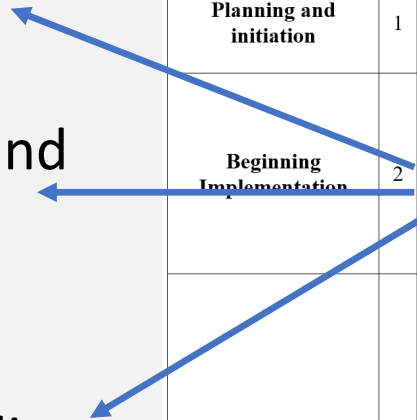 Planning and
initiation
1
nd
Beginning
Implementation
2